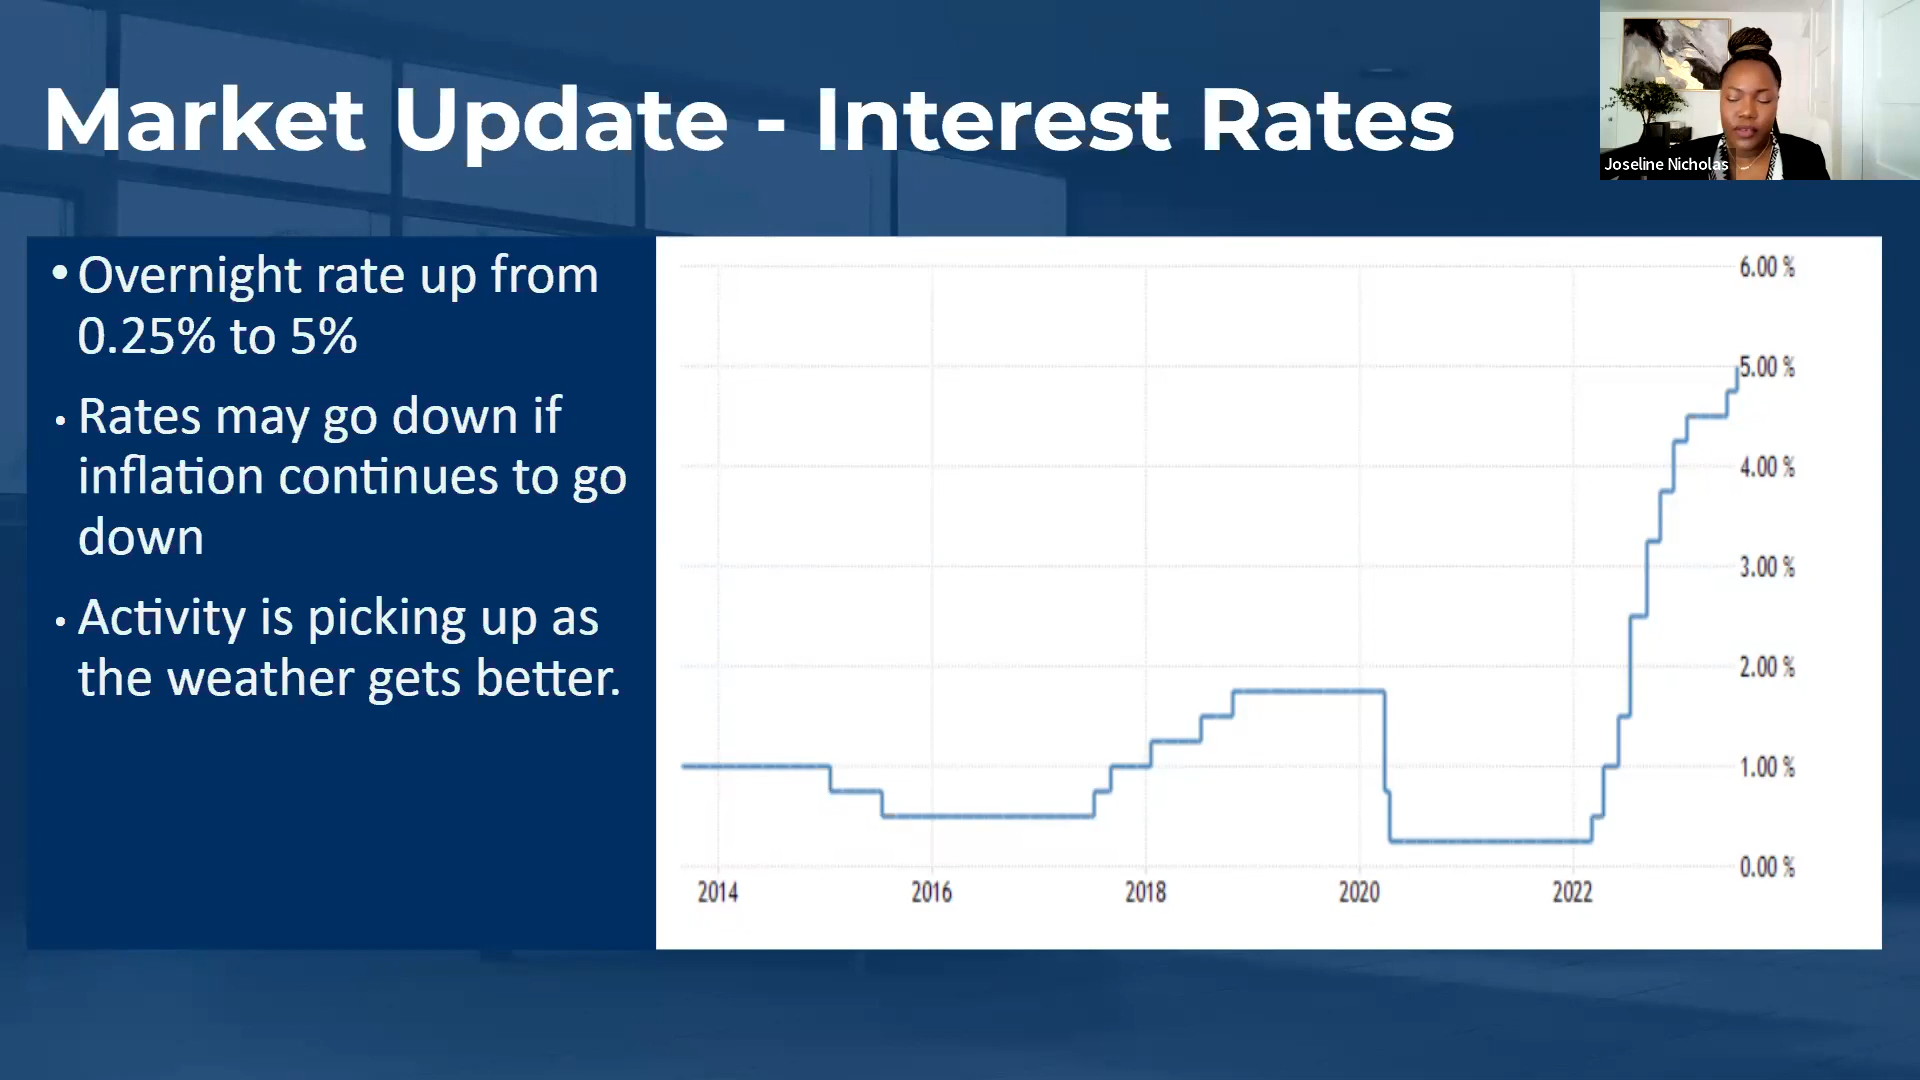 Market Update - Interest Rates
Joseline Nicholas
• Overnight rate up from
0.25% to 5%
• Rates may go down if
inflation continues to go
down
• Activity is picking up as
the weather gets better.
6.00 %
5.00 %
4.00 %
3.00 %
2.00 %
1.00 %
0.00 %
2014
2016
2018
2020
2022